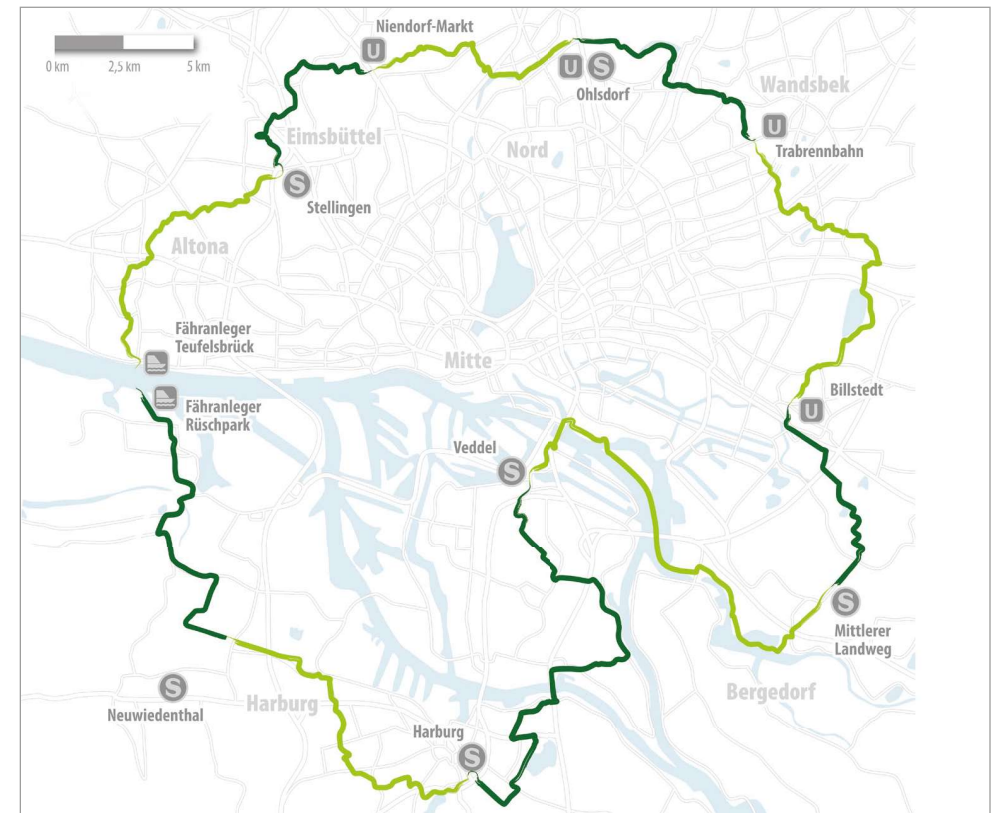 0 km
2,5 km
5 km
Niendorf-Markt
U
U
S
Ohlsdorf
Wandsbek
U
Trabrennbahn
Eimsbüttel
Nord
S
Stellingen
Altona
Fähranleger
Teufelsbrück
Mitte
Fähranleger
Rüschpark
Billstedt
U
Veddel
S
S
Mittlerer
Landweg
S
Neuwiedenthal
Harburg
Bergedorf
Harburg
S